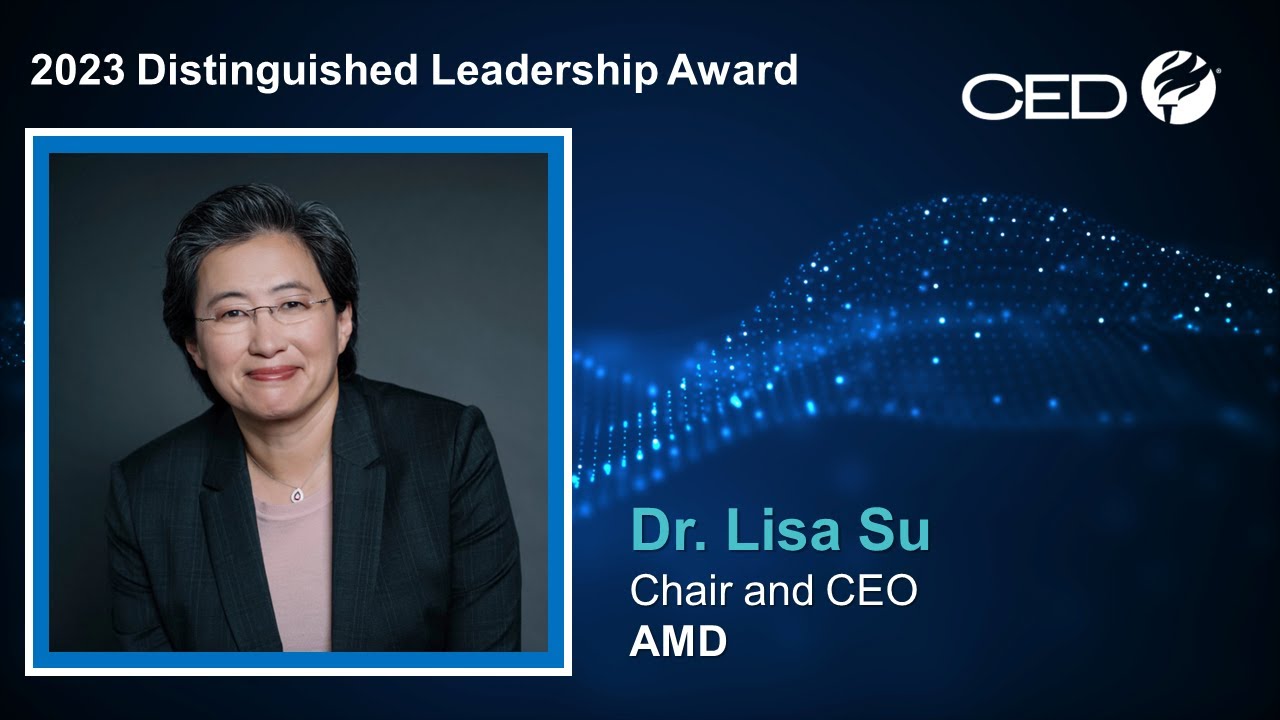 2023 Distinguished Leadership Award
CED®
Dr. Lisa Su
Chair and CEO
AMD